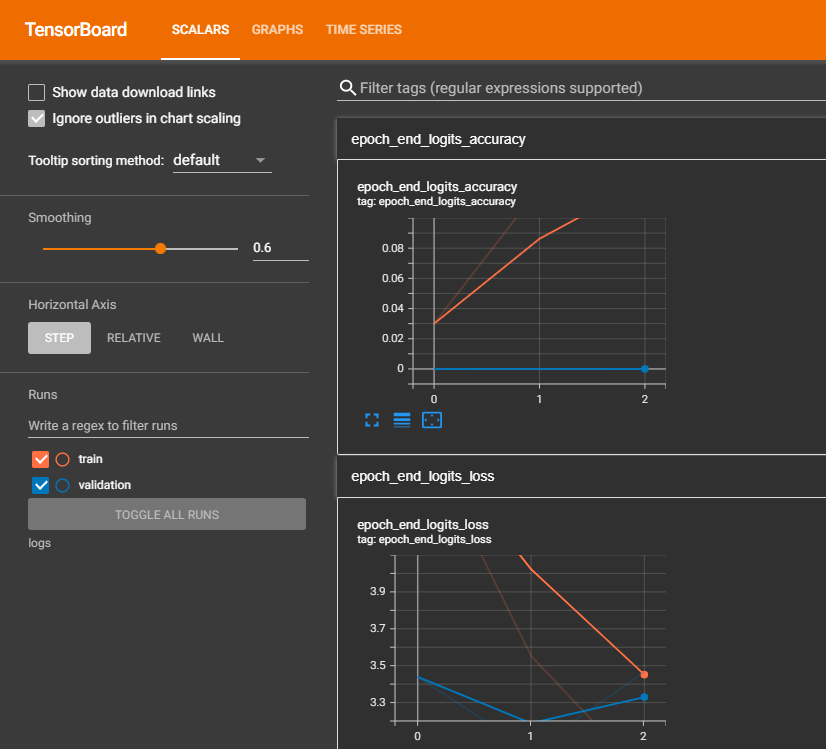 TensorBoard SCALARS GRAPHS TIME SERIES
Show data download links
Ignore outliers in chart scaling
Tooltip sorting method: default
Smoothing
0.6
Horizontal Axis
STEP RELATIVE WALL
Runs
Write a regex to filter runs
train
validation
TOGGLE ALL RUNS
logs
Filter tags (regular expressions supported)
epoch_end_logits_accuracy
epoch_end_logits_accuracy
tag: epoch_end_logits_accuracy
0.08
0.06
0.04
0.02
0
0 1 2
epoch_end_logits_loss
epoch_end_logits_loss
tag: epoch_end_logits_loss
3.9
3.7
3.5
3.3
0 1 2